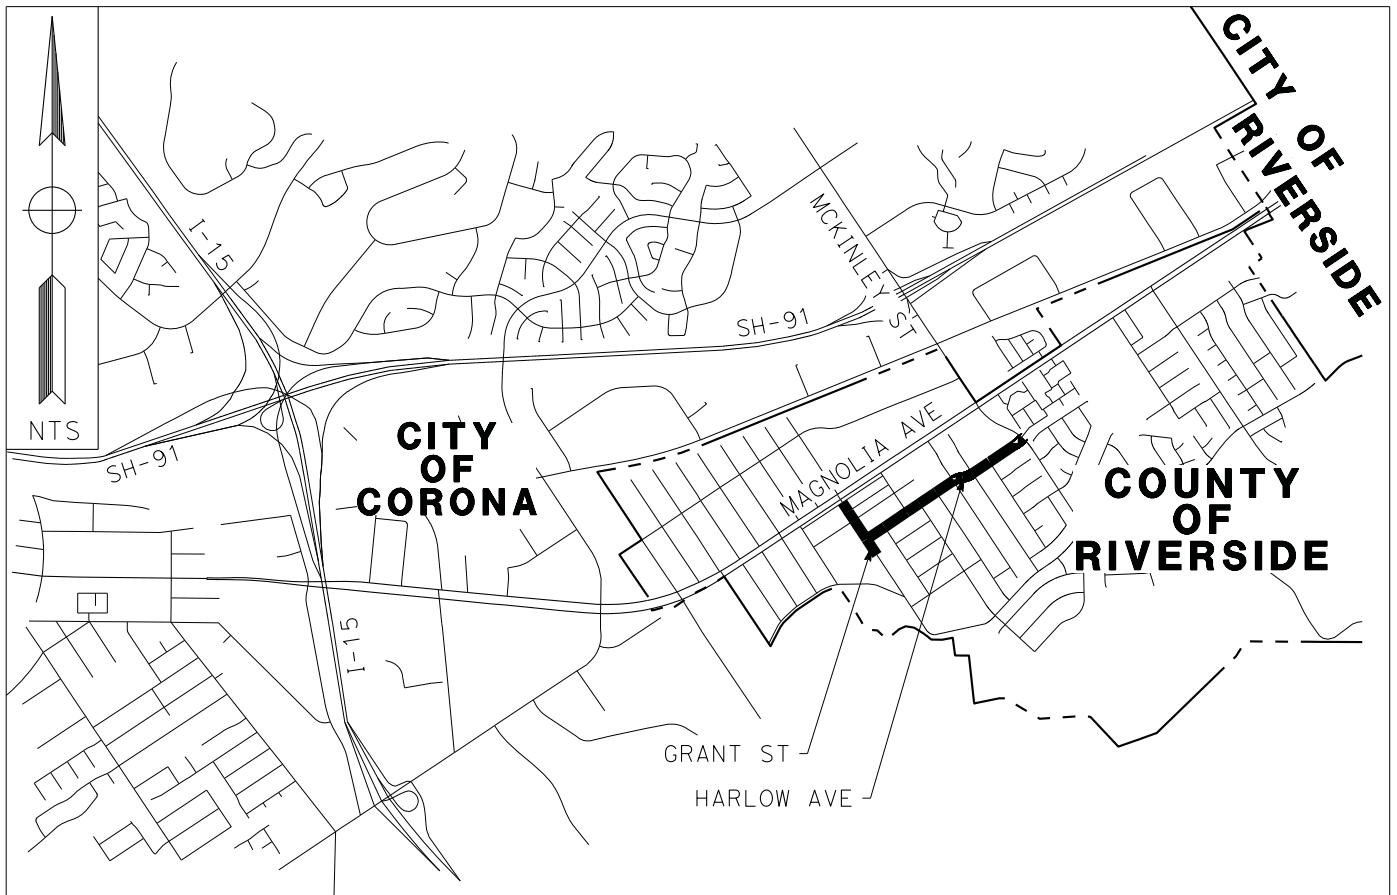 CITY OF
RIVERSIDE
MCKINLEY ST
I-15
SH-91
NTS
SH-91
CITY
OF
CORONA
MAGNOLIA AVE
COUNTY
OF
RIVERSIDE
I-15
GRANT ST
HARLOW AVE